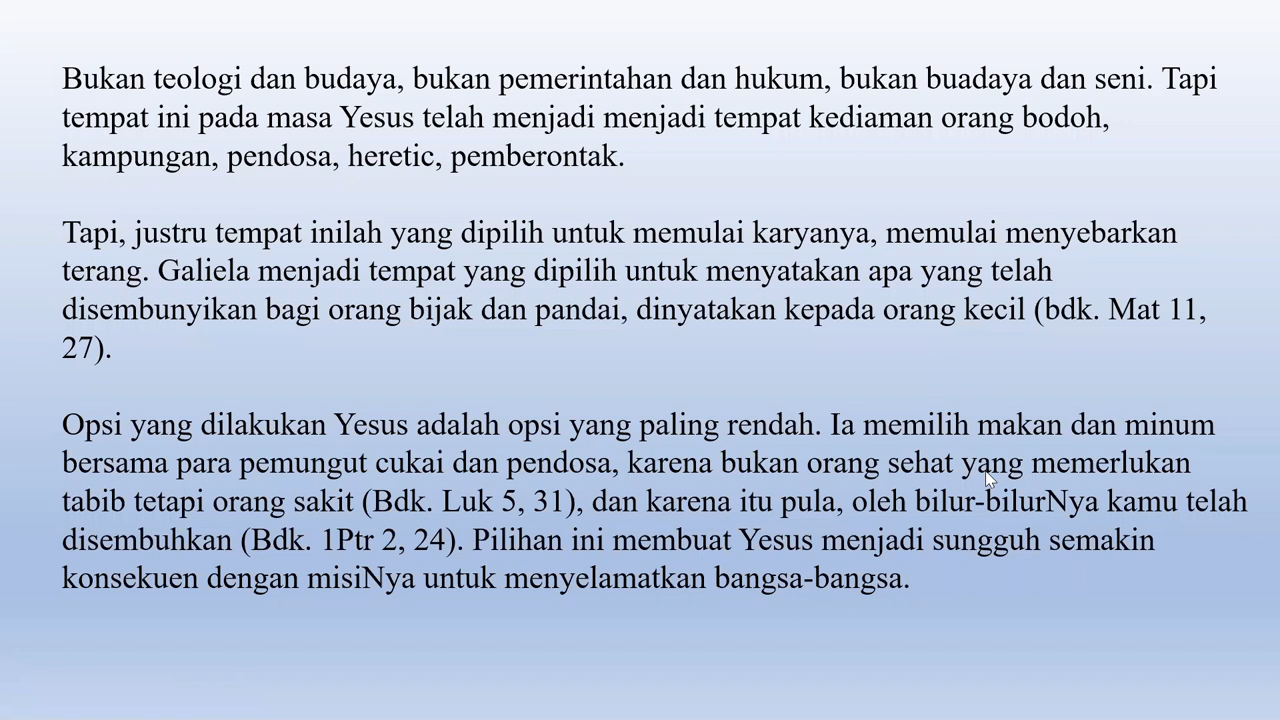 Bukan teologi dan budaya, bukan pemerintahan dan hukum, bukan buadaya dan seni. Tapi
tempat ini pada masa Yesus telah menjadi menjadi tempat kediaman orang bodoh,
kampungan, pendosa, heretic, pemberontak.
Tapi, justru tempat inilah yang dipilih untuk memulai karyanya, memulai menyebarkan
terang. Galiela menjadi tempat yang dipilih untuk menyatakan apa yang telah
disembunyikan bagi orang bijak dan pandai, dinyatakan kepada orang kecil (bdk. Mat 11,
27).
Opsi yang dilakukan Yesus adalah opsi yang paling rendah. Ia memilih makan dan minum
bersama para pemungut cukai dan pendosa, karena bukan orang sehat yang memerlukan
tabib tetapi orang sakit (Bdk. Luk 5, 31), dan karena itu pula, oleh bilur-bilurNya kamu telah
disembuhkan (Bdk. 1Ptr 2, 24). Pilihan ini membuat Yesus menjadi sungguh semakin
konsekuen dengan misiNya untuk menyelamatkan bangsa-bangsa.